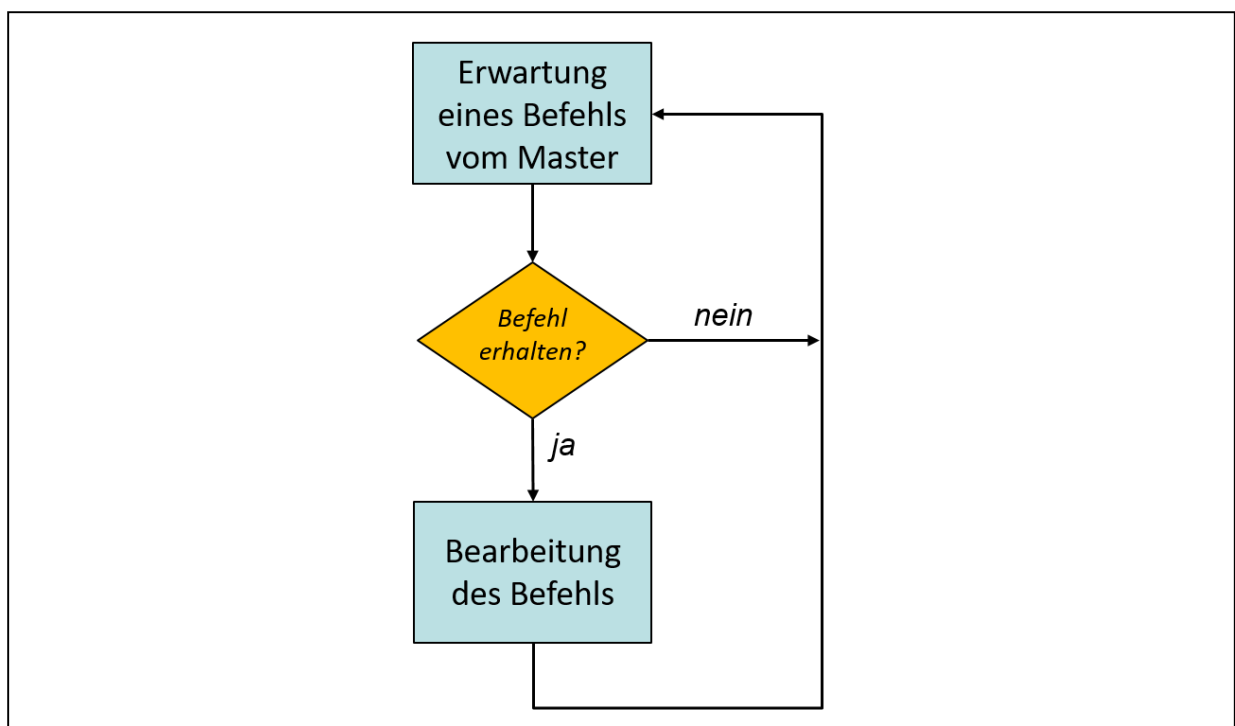 Erwartung
eines Befehls
vom Master
Befehl
erhalten?
nein
ja
Bearbeitung
des Befehls